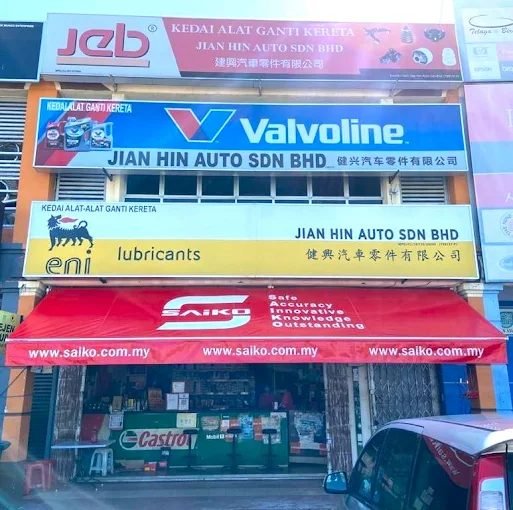 Jeb®
KEDAI ALAT GANTI KERETA
JIAN HIN AUTO SDN BHD
建興汽車零件有限公司
KEDAI ALAT GANTI KERETA
Valvoline™
JIAN HIN AUTO SDN BHD
健兴汽车零件有限公司
KEDAI ALAT-ALAT GANTI KERETA
eni
lubricants
JIAN HIN AUTO SDN BHD
健興汽車零件有限公司
SAIKO
Safe
Accuracy
Innovative
Knowledge
Outstanding
www.saiko.com.my
www.saiko.com.my
www.saiko.com.my
Castrol
Mobil